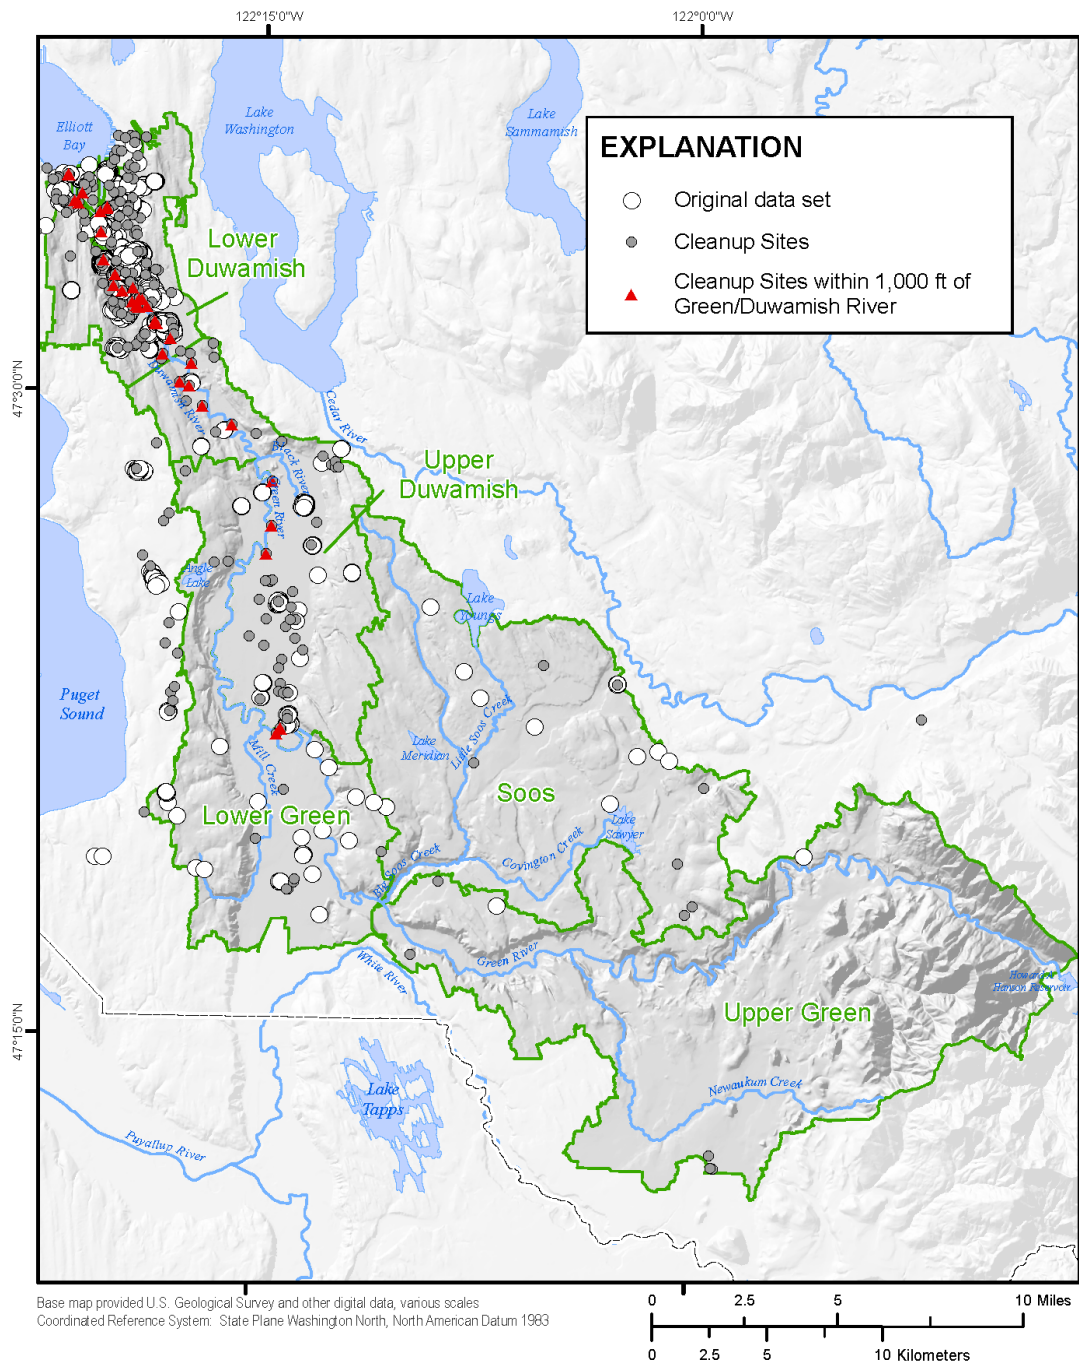 122°15'0"W
122°0'0"W
Elliott
Bay
Lake
Washington
Lake
Sammamish
EXPLANATION
Original data set
Cleanup Sites
Cleanup Sites within 1,000 ft of
Green/Duwamish River
Lower
Duwamish
47°30'0"N
Duwamish River
Cedar River
Black River
Green River
Upper
Duwamish
Angle
Lake
Lake
Youngs
Puget
Sound
Mill Creek
Lake
Meridian
Little Soos Creek
Soos
Lower Green
Lake
Sawyer
Covington Creek
Big Soos Creek
Green River
White River
Howard A
Hanson Reservoir
Upper Green
47°15'0"N
Lake
Tapps
Newaukum Creek
Puyallup River
Base map provided U.S. Geological Survey and other digital data, various scales
Coordinated Reference System: State Plane Washington North, North American Datum 1983
0 2.5 5 10 Miles
0 2.5 5 10 Kilometers